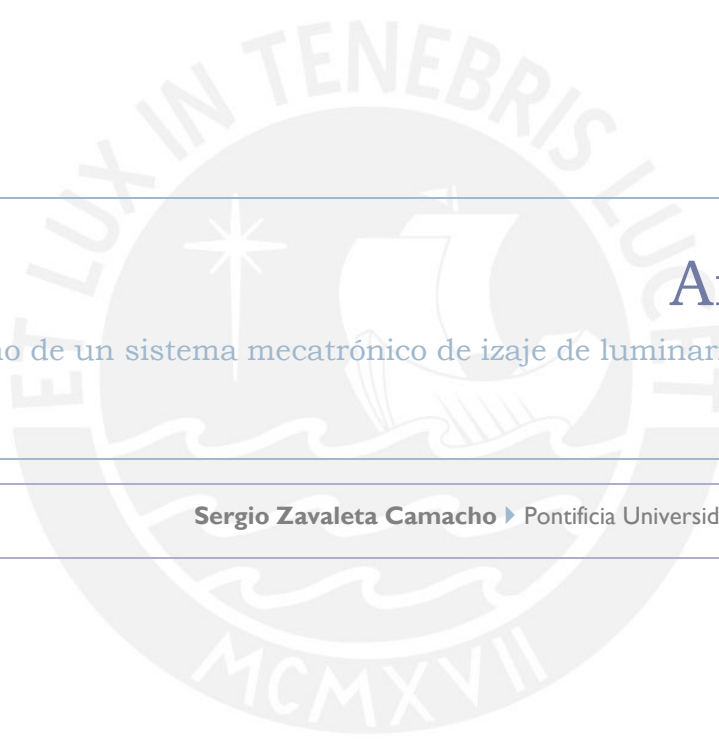 ET LUX IN TENEBRIS LUCET
no de un sistema mecatrónico de izaje de luminar
Sergio Zavaleta Camacho Pontificia Universid
MCMXVII